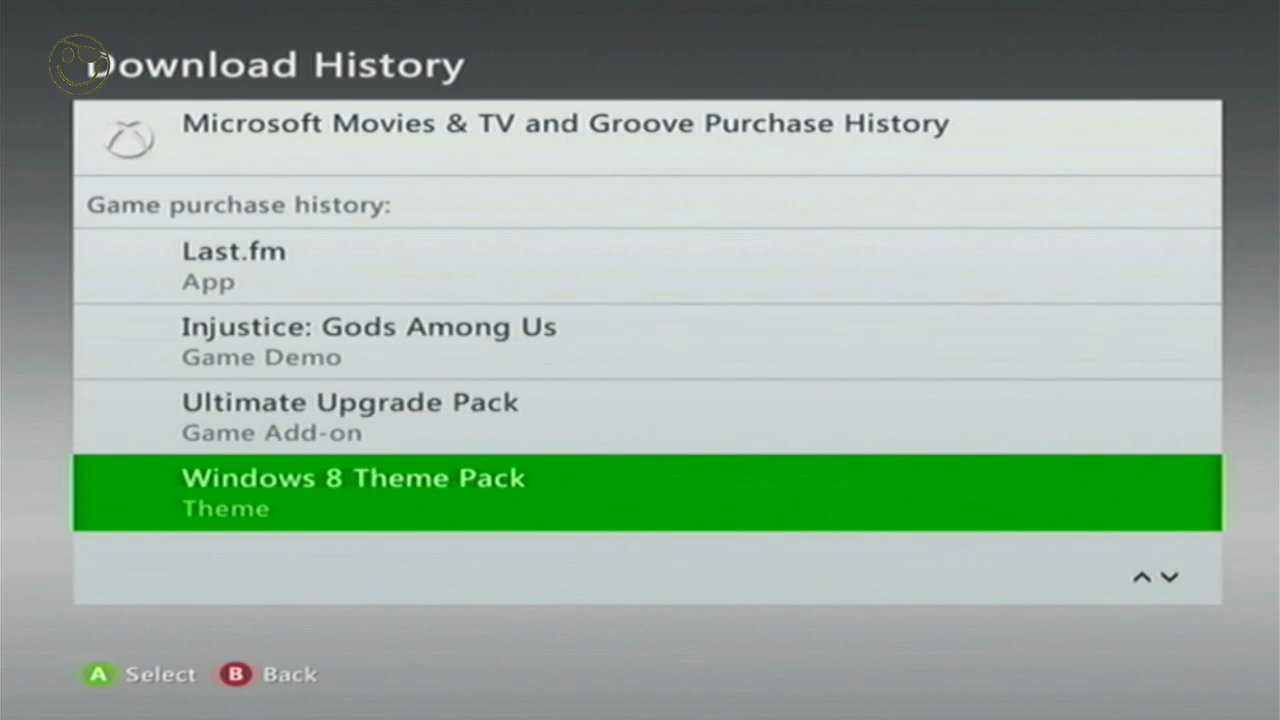 Download History
Microsoft Movies & TV and Groove Purchase History
Game purchase history:
Last.fm
App
Injustice: Gods Among Us
Game Demo
Ultimate Upgrade Pack
Game Add-on
Windows 8 Theme Pack
Theme
A Select B Back